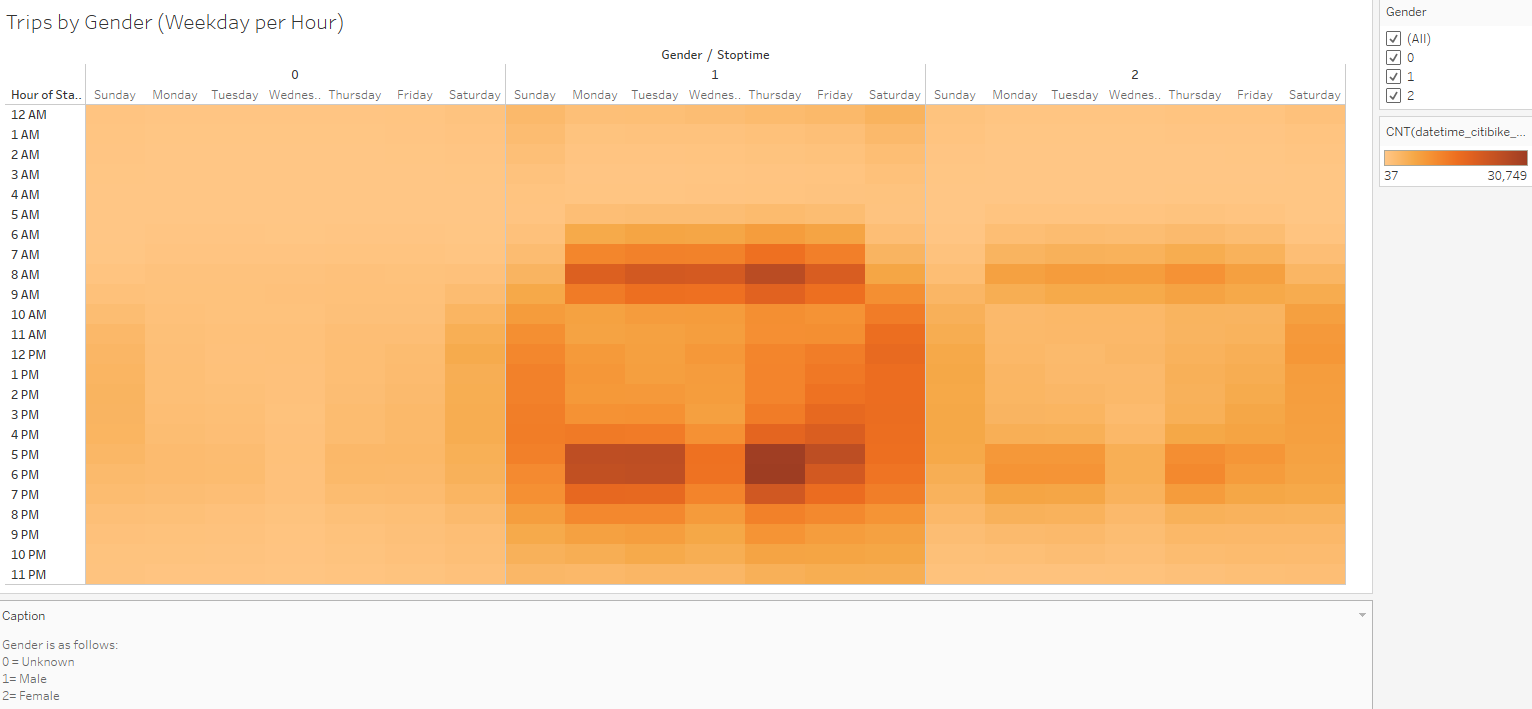 Trips by Gender (Weekday per Hour)
Gender / Stoptime
0 1 2
Hour of Sta.. Sunday Monday Tuesday Wednes.. Thursday Friday Saturday Sunday Monday Tuesday Wednes.. Thursday Friday Saturday Sunday Monday Tuesday Wednes.. Thursday Friday Saturday
12 AM
1 AM
2 AM
3 AM
4 AM
5 AM
6 AM
7 AM
8 AM
9 AM
10 AM
11 AM
12 PM
1 PM
2 PM
3 PM
4 PM
5 PM
6 PM
7 PM
8 PM
9 PM
10 PM
11 PM
Gender
(All)
0
1
2
CNT(datetime_citibike_...
37 30,749
Caption
Gender is as follows:
0 = Unknown
1= Male
2= Female